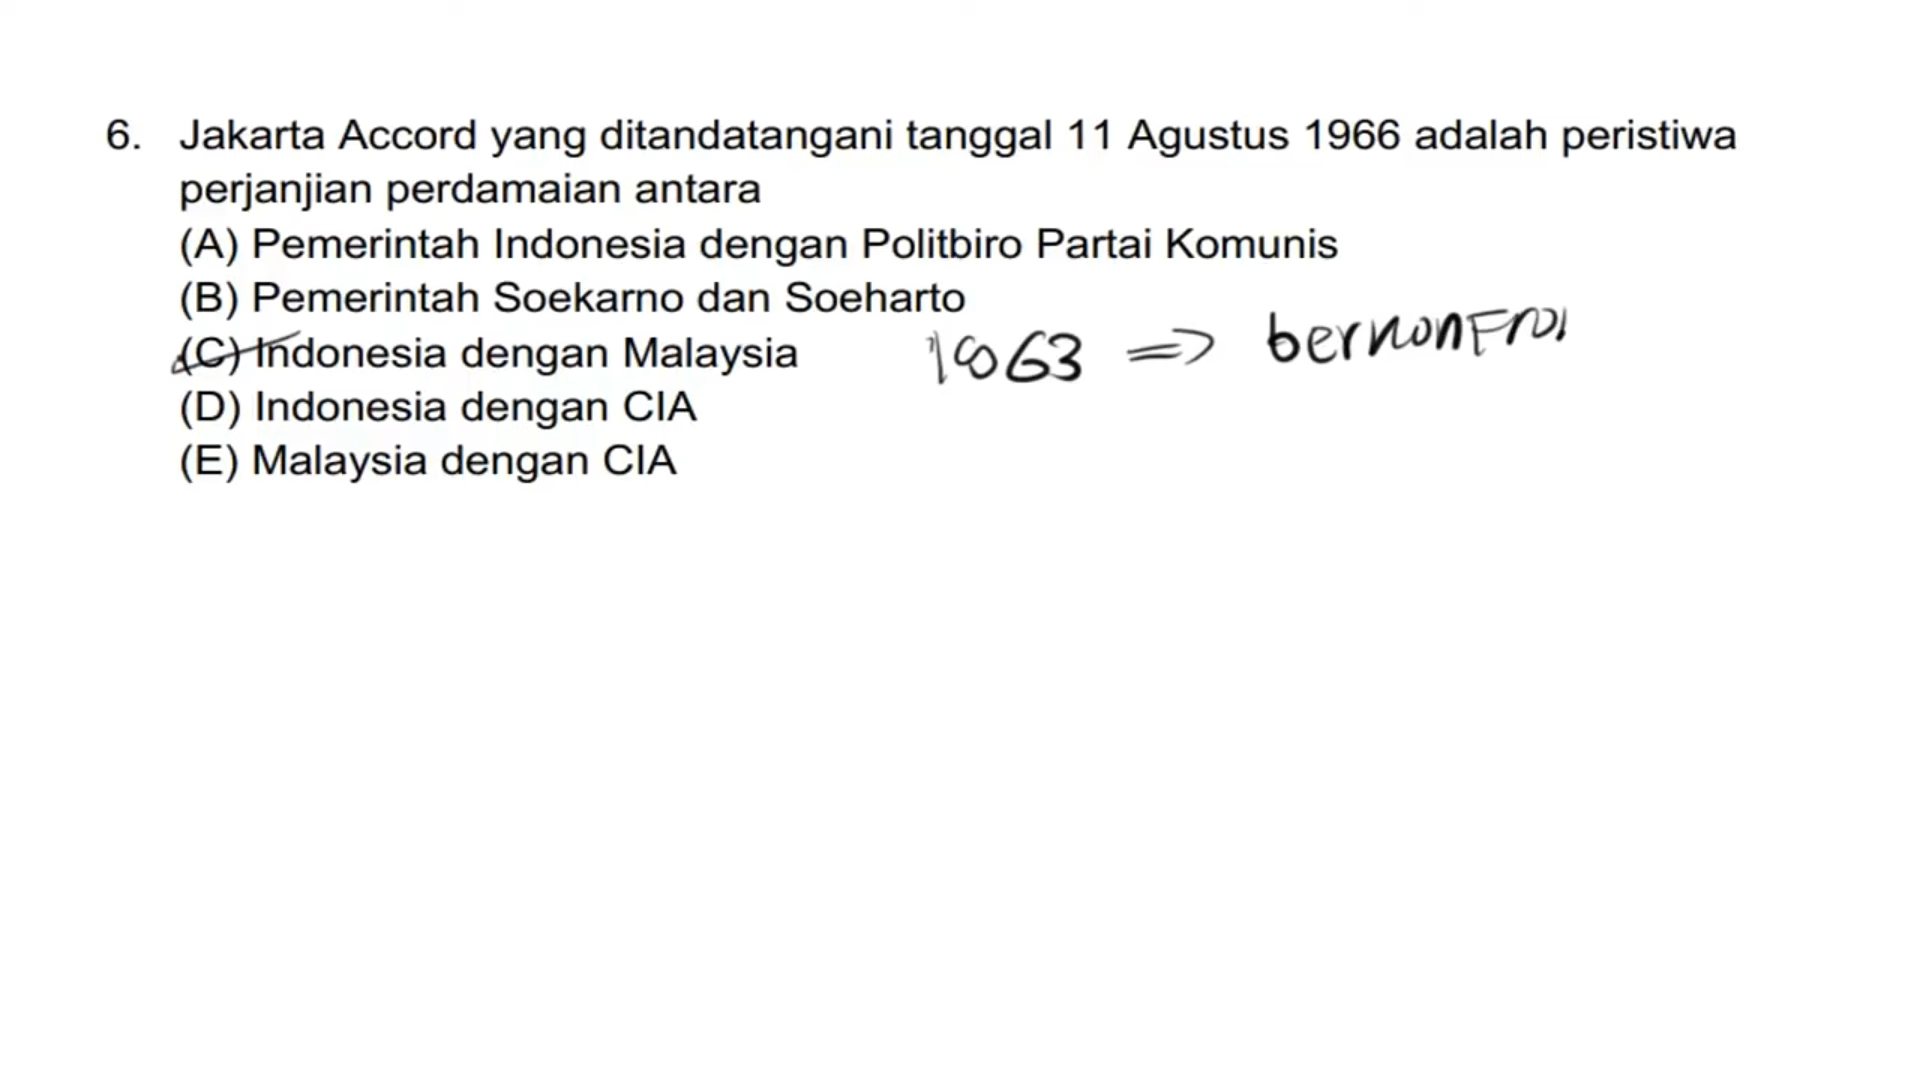 6. Jakarta Accord yang ditandatangani tanggal 11 Agustus 1966 adalah peristiwa
perjanjian perdamaian antara
(A) Pemerintah Indonesia dengan Politbiro Partai Komunis
(B) Pemerintah Soekarno dan Soeharto
(C) Indonesia dengan Malaysia 1963 => berkonfro
(D) Indonesia dengan CIA
(E) Malaysia dengan CIA